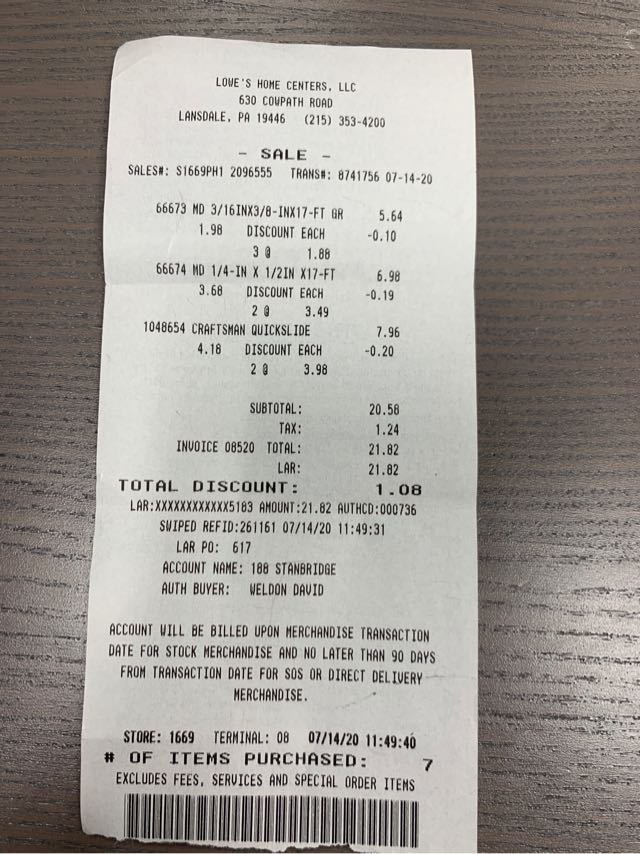 LOWE'S HOME CENTERS, LLC
630 COWPATH ROAD
LANSDALE, PA 19446 (215) 353-4200
- SALE -
SALES#: S1669PH1 2096555 TRANS#: 8741756 07-14-20
66673 MD 3/16INX3/8-INX17-FT GR 5.64
1.98 DISCOUNT EACH -0.10
3 @ 1.88
66674 MD 1/4-IN X 1/2IN X17-FT 6.98
3.68 DISCOUNT EACH -0.19
2 @ 3.49
1048654 CRAFTSMAN QUICKSLIDE 7.96
4.18 DISCOUNT EACH -0.20
2 @ 3.98
SUBTOTAL: 20.58
TAX: 1.24
INVOICE 08520 TOTAL: 21.82
LAR: 21.82
TOTAL DISCOUNT: 1.08
LAR:XXXXXXXXXXXX5183 AMOUNT:21.82 AUTHCD:000736
SWIPED REFID:261161 07/14/20 11:49:31
LAR PO: 617
ACCOUNT NAME: 188 STANBRIDGE
AUTH BUYER: WELDON DAVID
ACCOUNT WILL BE BILLED UPON MERCHANDISE TRANSACTION
DATE FOR STOCK MERCHANDISE AND NO LATER THAN 90 DAYS
FROM TRANSACTION DATE FOR SOS OR DIRECT DELIVERY
MERCHANDISE.
STORE: 1669 TERMINAL: 08 07/14/20 11:49:40
# OF ITEMS PURCHASED: 7
EXCLUDES FEES, SERVICES AND SPECIAL ORDER ITEMS